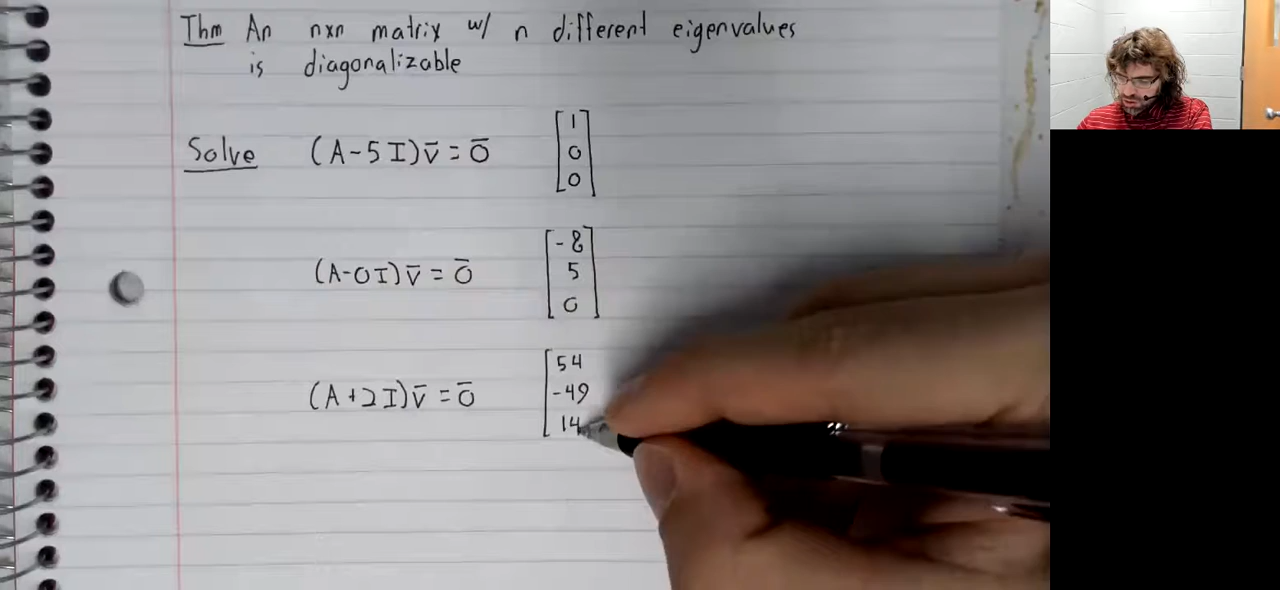 Thm An nxn matrix w/ n different eigenvalues
is diagonalizable
Solve (A-5I)v̄ = 0̄ [1
0
0]
(A-0I)v̄ = 0̄ [-8
5
0]
(A+2I)v̄ = 0̄ [54
-49
14